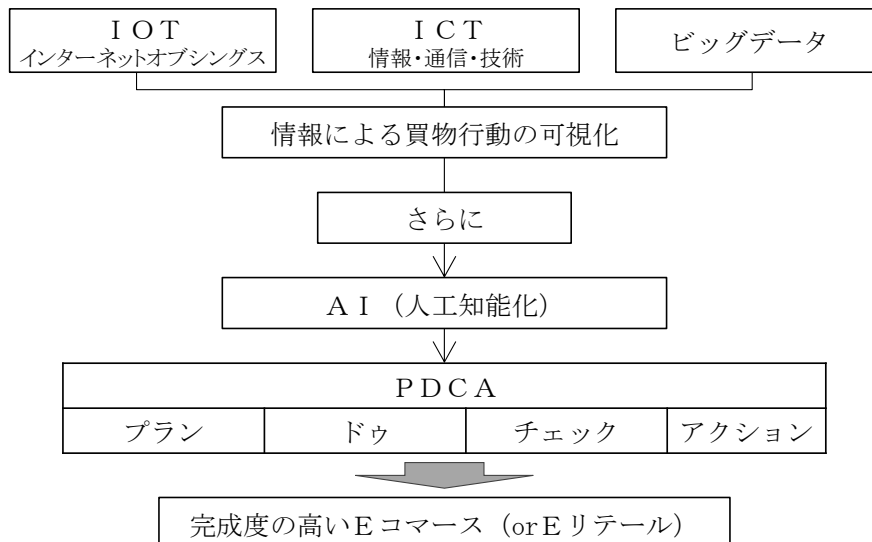 ＩＯＴ
インターネットオブシングス
ＩＣＴ
情報・通信・技術
ビッグデータ
情報による買物行動の可視化
さらに
ＡＩ（人工知能化）
ＰＤＣＡ
プラン
ドゥ
チェック
アクション
完成度の高いＥコマース（orＥリテール）